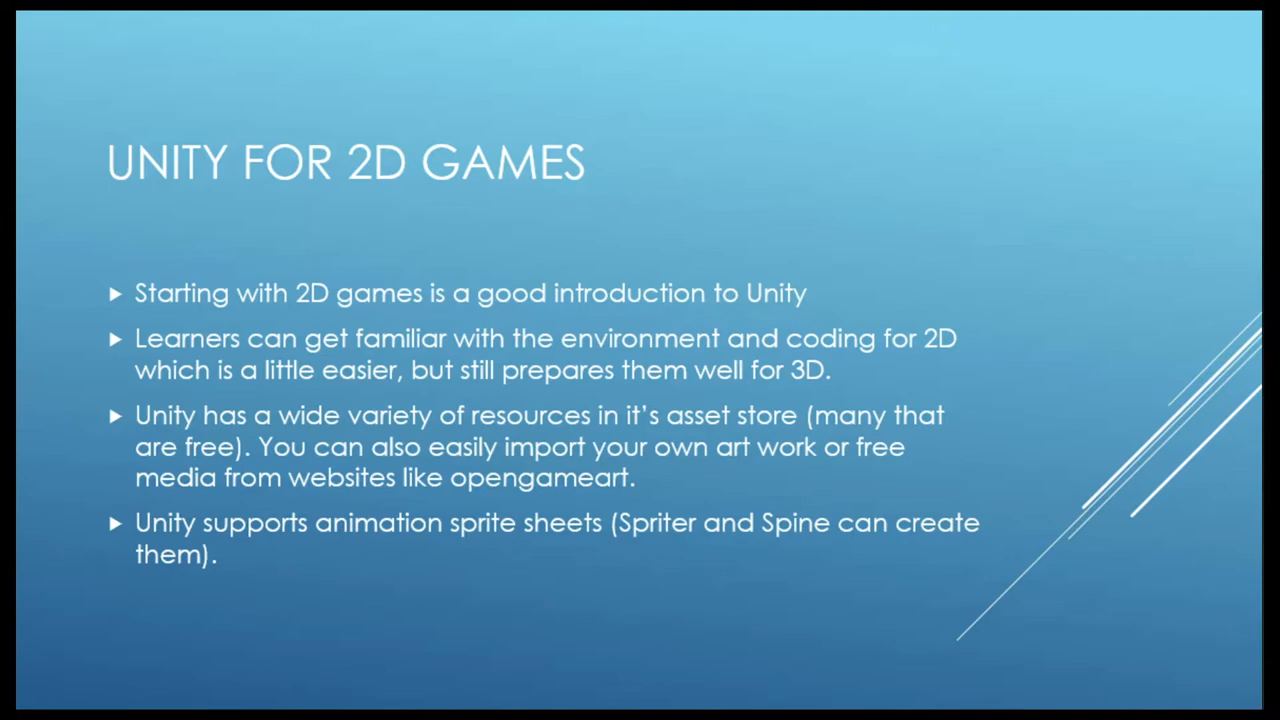 UNITY FOR 2D GAMES
Starting with 2D games is a good introduction to Unity
Learners can get familiar with the environment and coding for 2D
which is a little easier, but still prepares them well for 3D.
Unity has a wide variety of resources in it's asset store (many that
are free). You can also easily import your own art work or free
media from websites like opengameart.
Unity supports animation sprite sheets (Spriter and Spine can create
them).